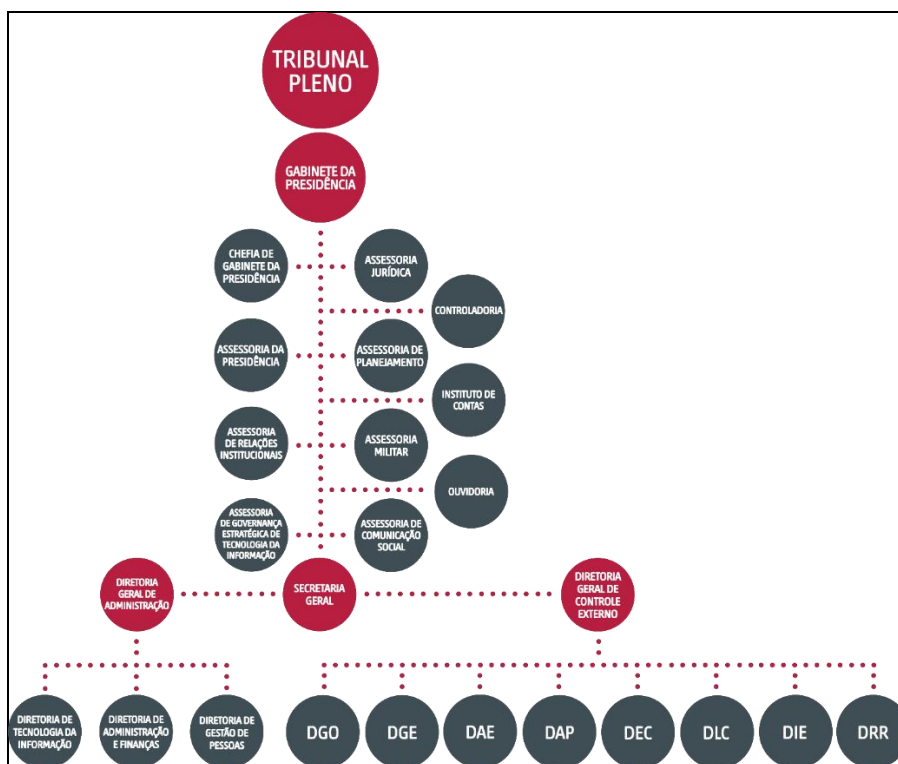 TRIBUNAL
PLENO
GABINETE DA
PRESIDÊNCIA
CHEFIA DE
GABINETE DA
PRESIDÊNCIA
ASSESSORIA
JURÍDICA
CONTROLADORIA
ASSESSORIA DA
PRESIDÊNCIA
ASSESSORIA DE
PLANEJAMENTO
INSTITUTO DE
CONTAS
ASSESSORIA
DE RELAÇÕES
INSTITUCIONAIS
ASSESSORIA
MILITAR
OUVIDORIA
ASSESSORIA
DE GOVERNANÇA
ESTRATÉGICA DE
TECNOLOGIA DA
INFORMAÇÃO
ASSESSORIA DE
COMUNICAÇÃO
SOCIAL
DIRETORIA
GERAL DE
ADMINISTRAÇÃO
SECRETARIA
GERAL
DIRETORIA
GERAL DE
CONTROLE
EXTERNO
DIRETORIA DE
TECNOLOGIA DA
INFORMAÇÃO
DIRETORIA DE
ADMINISTRAÇÃO
E FINANÇAS
DIRETORIA DE
GESTÃO DE
PESSOAS
DGO
DGE
DAE
DAP
DEC
DLC
DIE
DRR